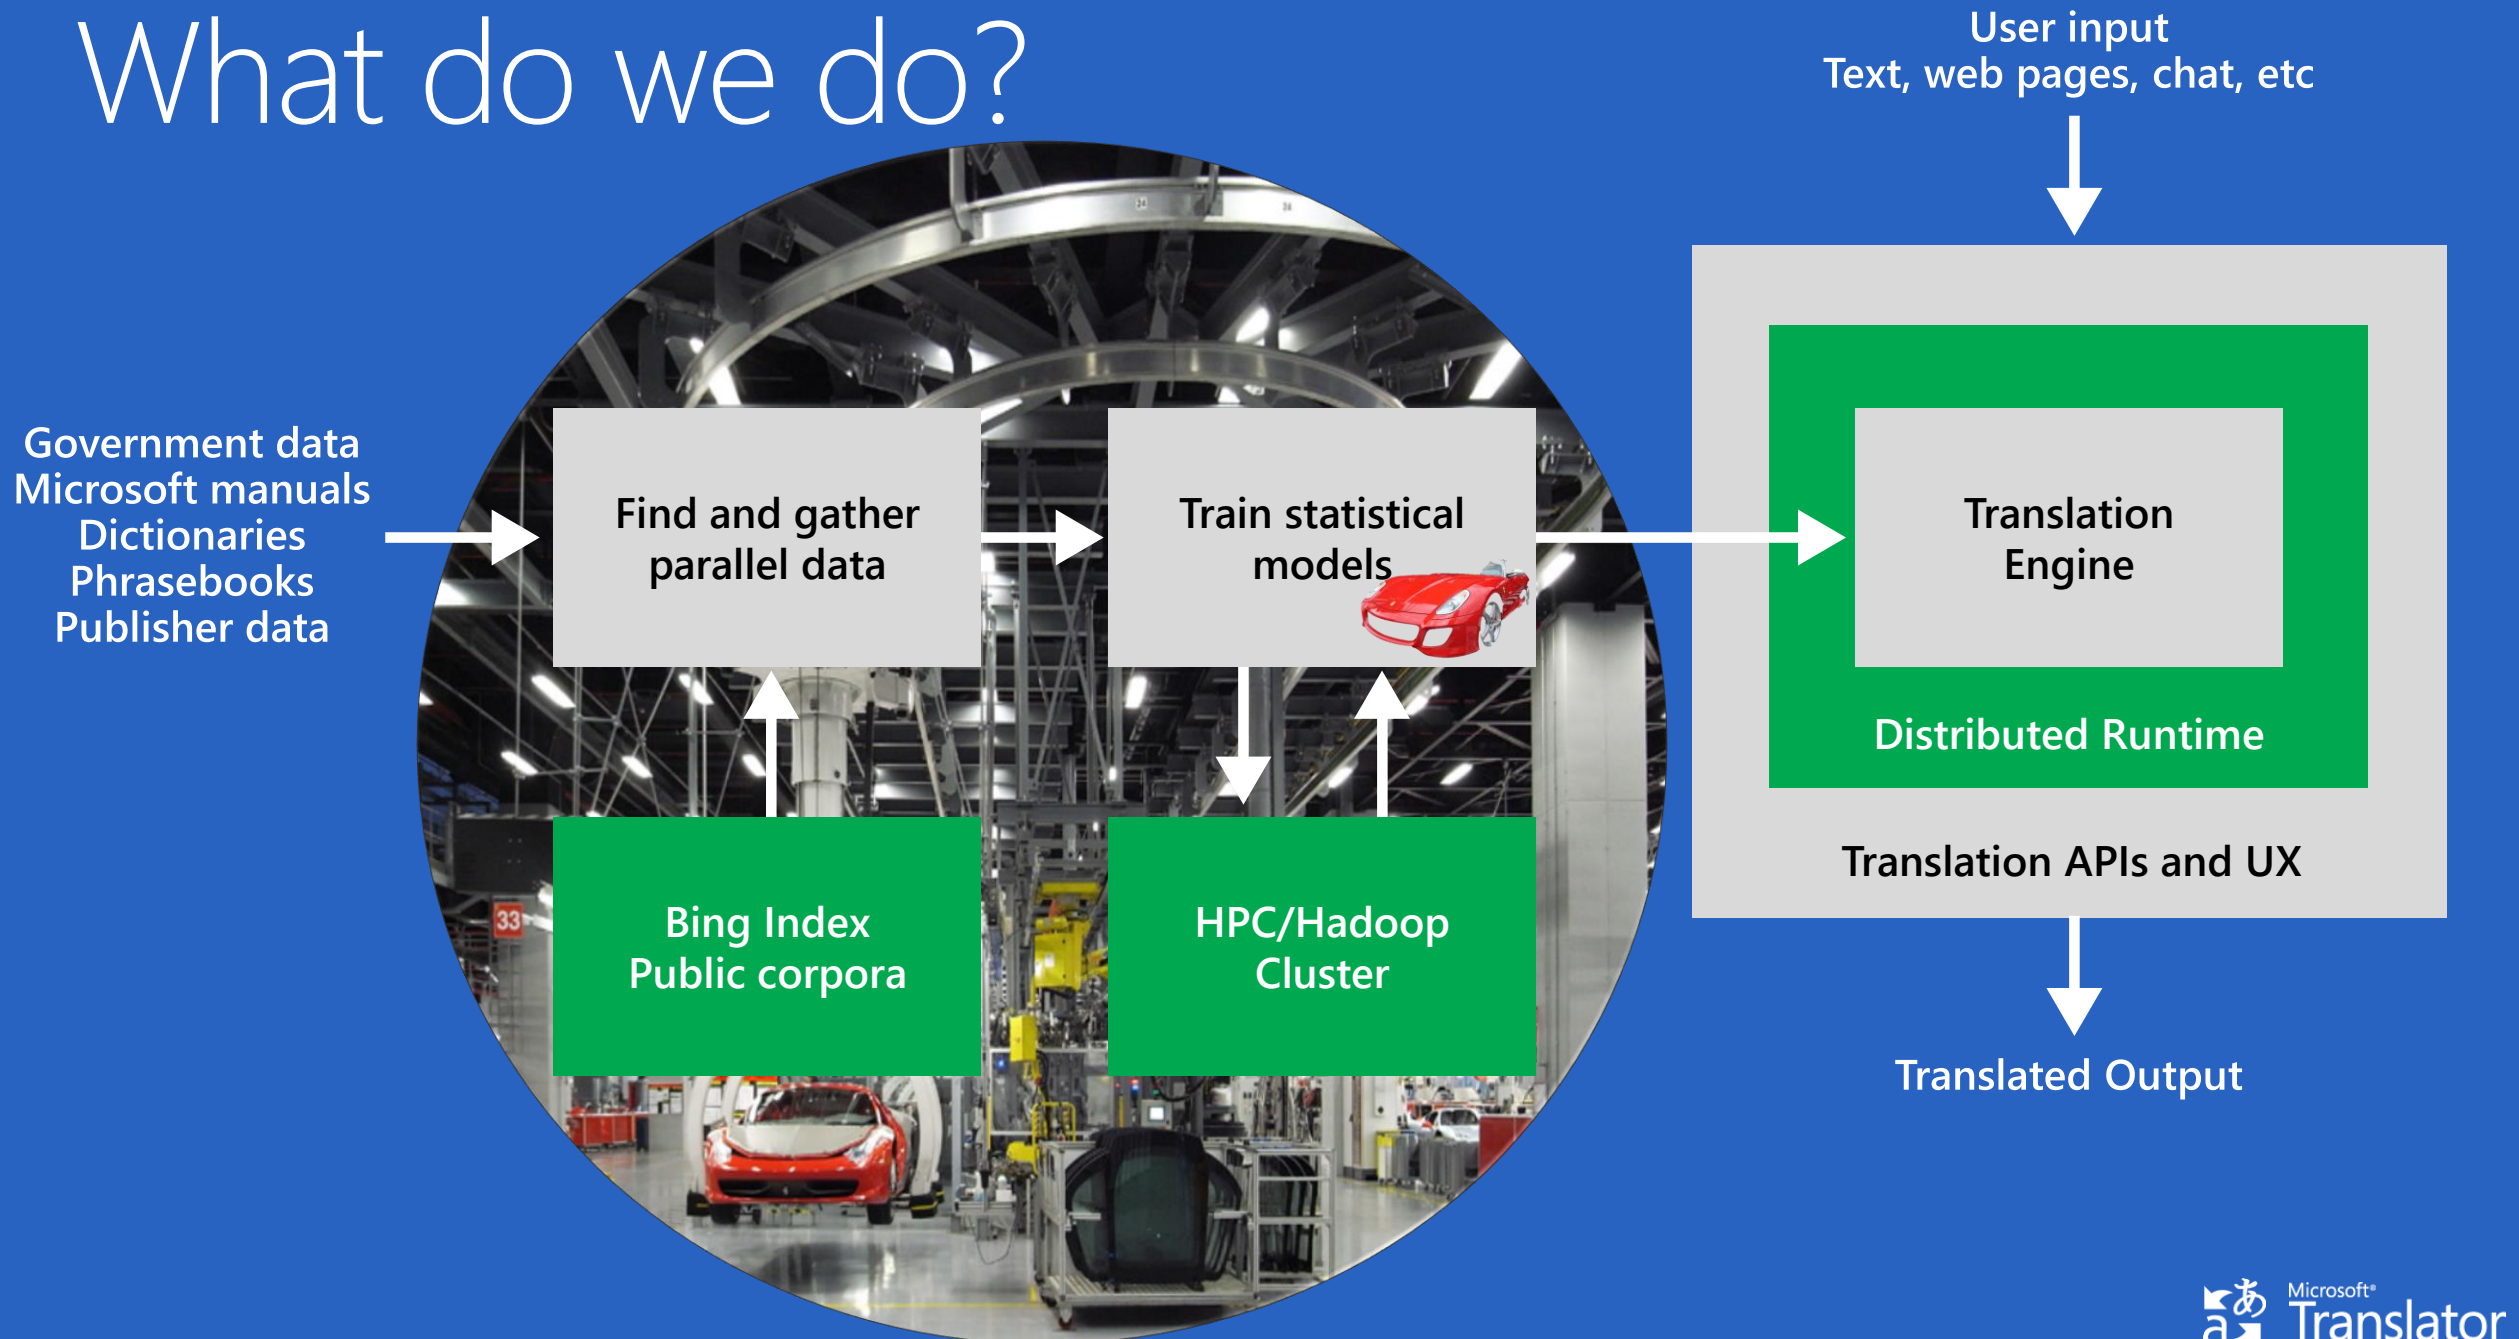 What do we do?
User input
Text, web pages, chat, etc
Government data
Microsoft manuals
Dictionaries
Phrasebooks
Publisher data
Find and gather
parallel data
Train statistical
models
Translation
Engine
Distributed Runtime
Translation APIs and UX
Bing Index
Public corpora
HPC/Hadoop
Cluster
Translated Output
33
24
あ
a
Microsoft®
Translator